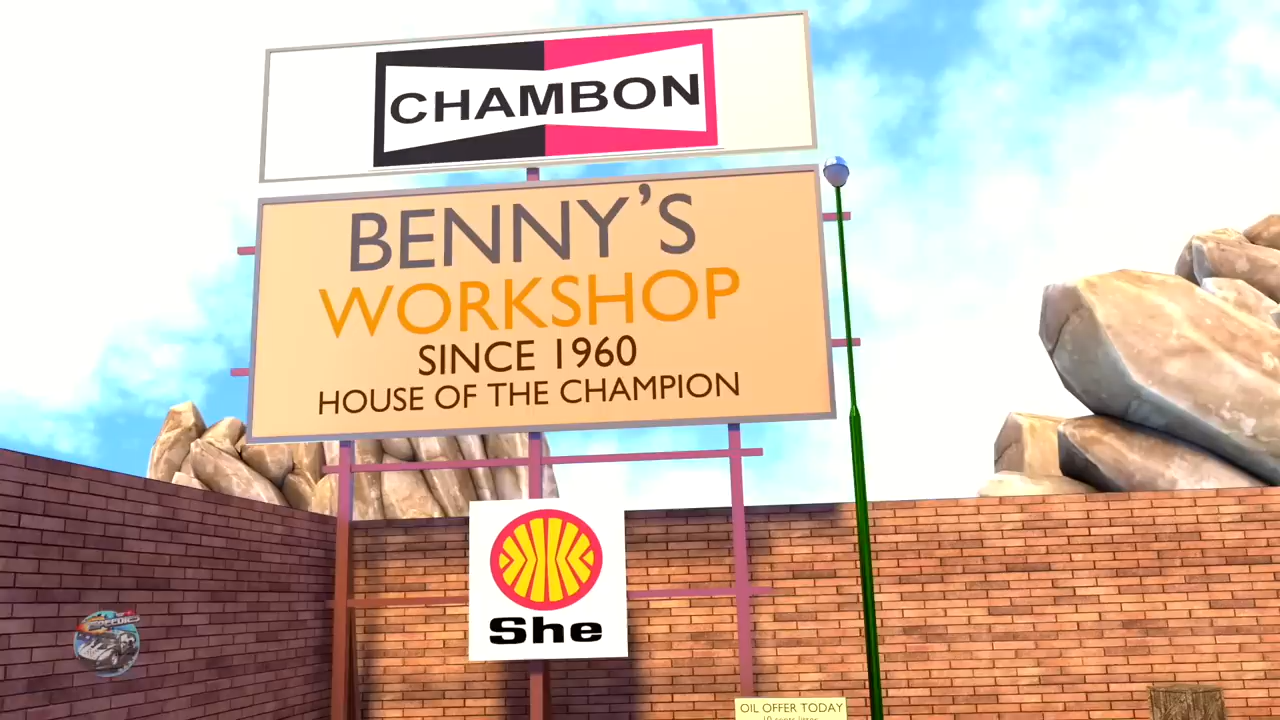 CHAMBON
BENNY'S
WORKSHOP
SINCE 1960
HOUSE OF THE CHAMPION
She
OIL OFFER TODAY